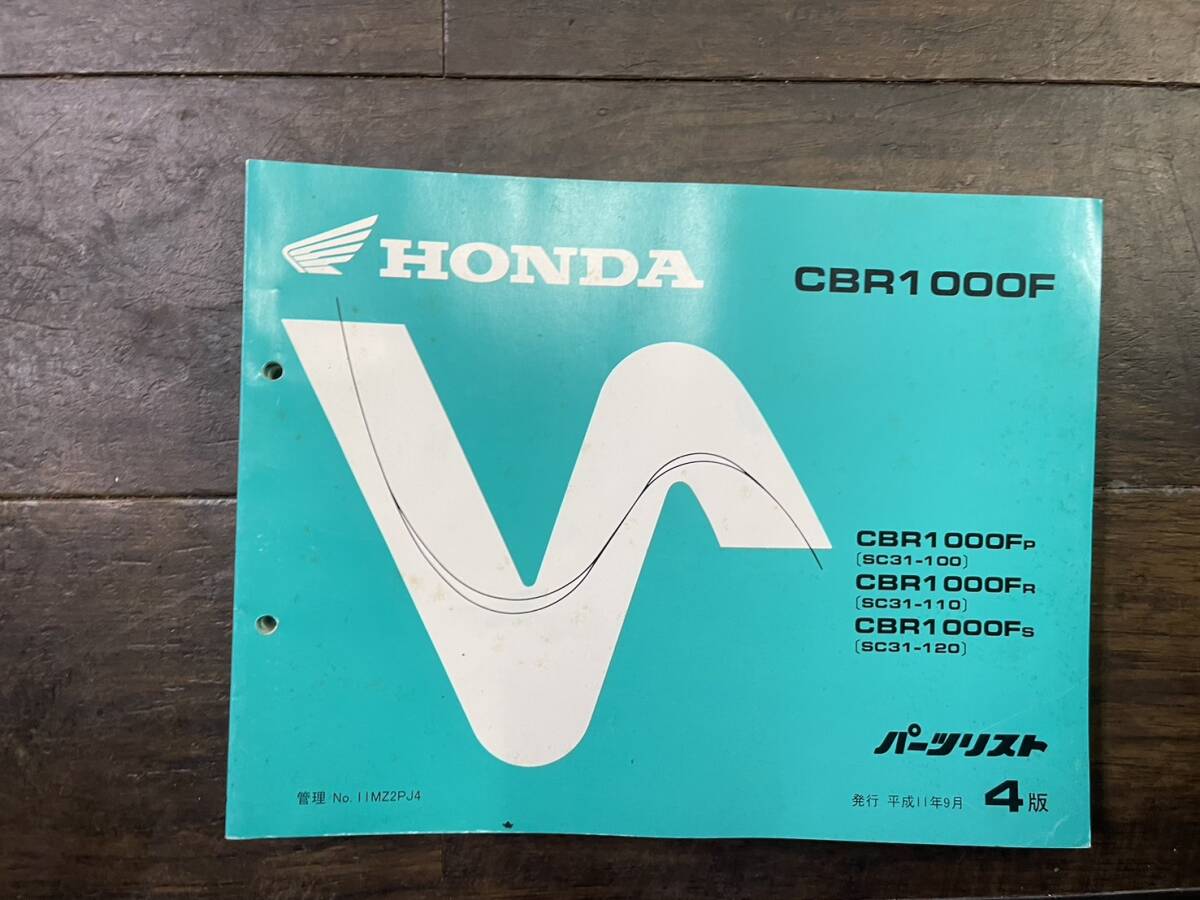 HONDA
CBR1000F
CBR1000FP
〔SC31-100〕
CBR1000FR
〔SC31-110〕
CBR1000FS
〔SC31-120〕
パーツリスト
管理 No.11MZ2PJ4
発行 平成11年9月 4版